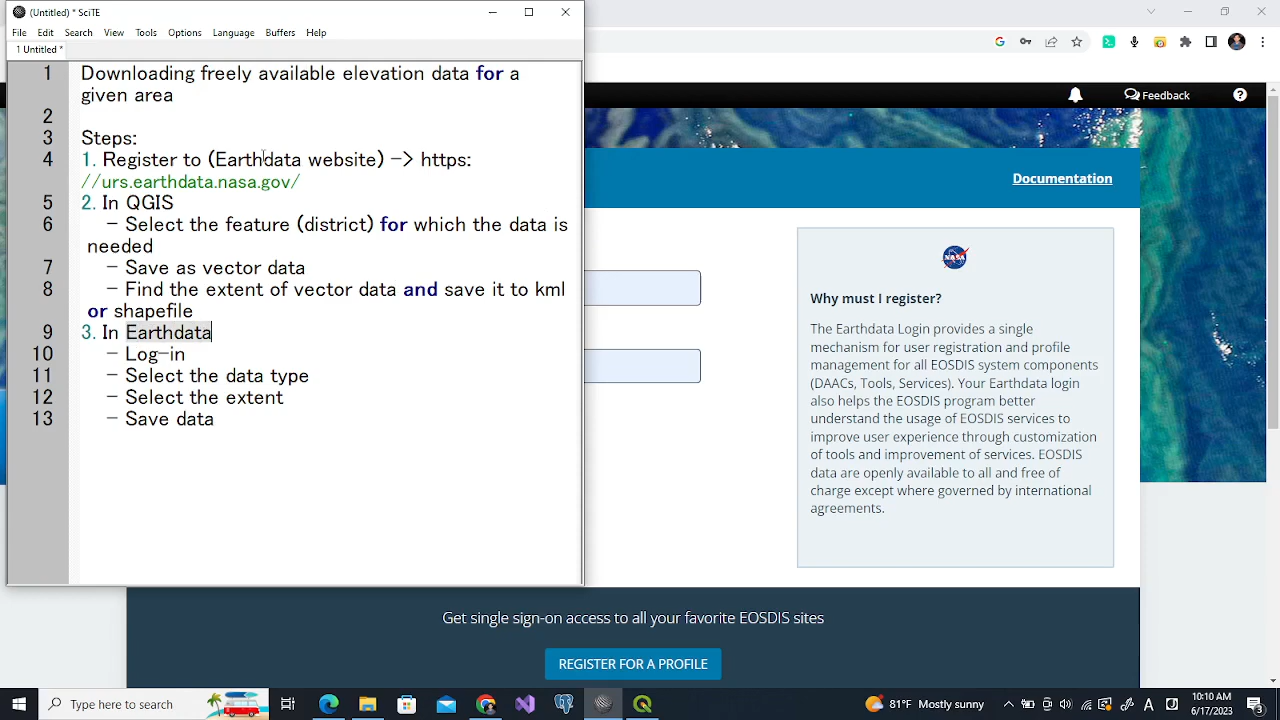 (Untitled) * SciTE
File Edit Search View Tools Options Language Buffers Help
1 Untitled *
1 Downloading freely available elevation data for a
given area
2
3 Steps:
4 1. Register to (Earthdata website) -> https:
//urs.earthdata.nasa.gov/
5 2. In QGIS
6 - Select the feature (district) for which the data is
needed
7 - Save as vector data
8 - Find the extent of vector data and save it to kml
or shapefile
9 3. In Earthdata
10 - Log-in
11 - Select the data type
12 - Select the extent
13 - Save data
Feedback
Documentation
NASA
Why must I register?
The Earthdata Login provides a single
mechanism for user registration and profile
management for all EOSDIS system components
(DAACs, Tools, Services). Your Earthdata login
also helps the EOSDIS program better
understand the usage of EOSDIS services to
improve user experience through customization
of tools and improvement of services. EOSDIS
data are openly available to all and free of
charge except where governed by international
agreements.
Get single sign-on access to all your favorite EOSDIS sites
REGISTER FOR A PROFILE
Type here to search
81°F Mostly sunny
A
10:10 AM
6/17/2023